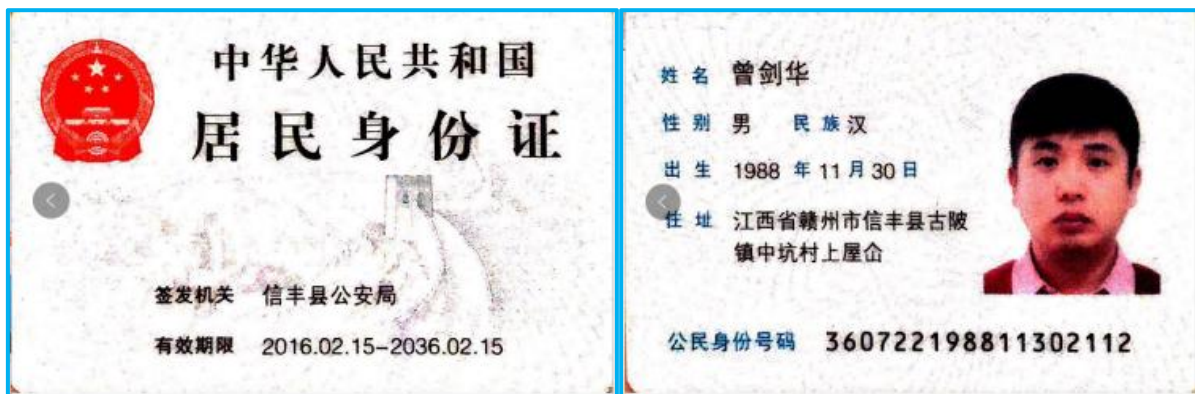 中华人民共和国
居民身份证
签发机关 信丰县公安局
有效期限 2016.02.15-2036.02.15
姓名 曾剑华
性别 男 民族 汉
出生 1988 年 11 月 30 日
住址 江西省赣州市信丰县古陂
镇中坑村上屋仚
公民身份号码 360722198811302112